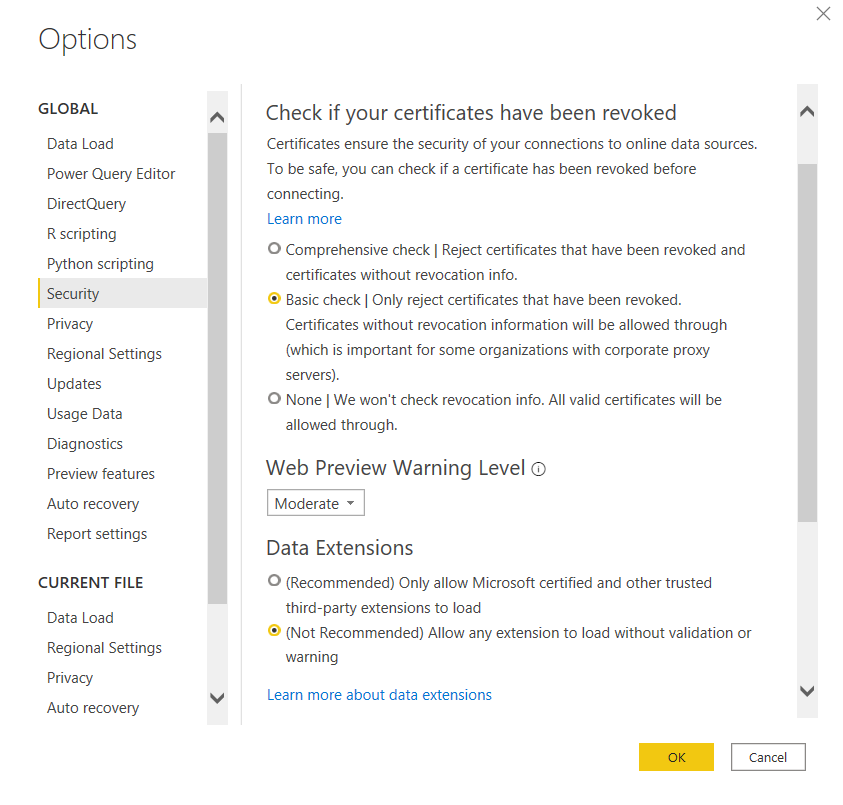 Options
GLOBAL
Data Load
Power Query Editor
DirectQuery
R scripting
Python scripting
Security
Privacy
Regional Settings
Updates
Usage Data
Diagnostics
Preview features
Auto recovery
Report settings
CURRENT FILE
Data Load
Regional Settings
Privacy
Auto recovery
Check if your certificates have been revoked
Certificates ensure the security of your connections to online data sources.
To be safe, you can check if a certificate has been revoked before
connecting.
Learn more
Comprehensive check | Reject certificates that have been revoked and
certificates without revocation info.
Basic check | Only reject certificates that have been revoked.
Certificates without revocation information will be allowed through
(which is important for some organizations with corporate proxy
servers).
None | We won't check revocation info. All valid certificates will be
allowed through.
Web Preview Warning Level
Moderate
Data Extensions
(Recommended) Only allow Microsoft certified and other trusted
third-party extensions to load
(Not Recommended) Allow any extension to load without validation or
warning
Learn more about data extensions
OK
Cancel